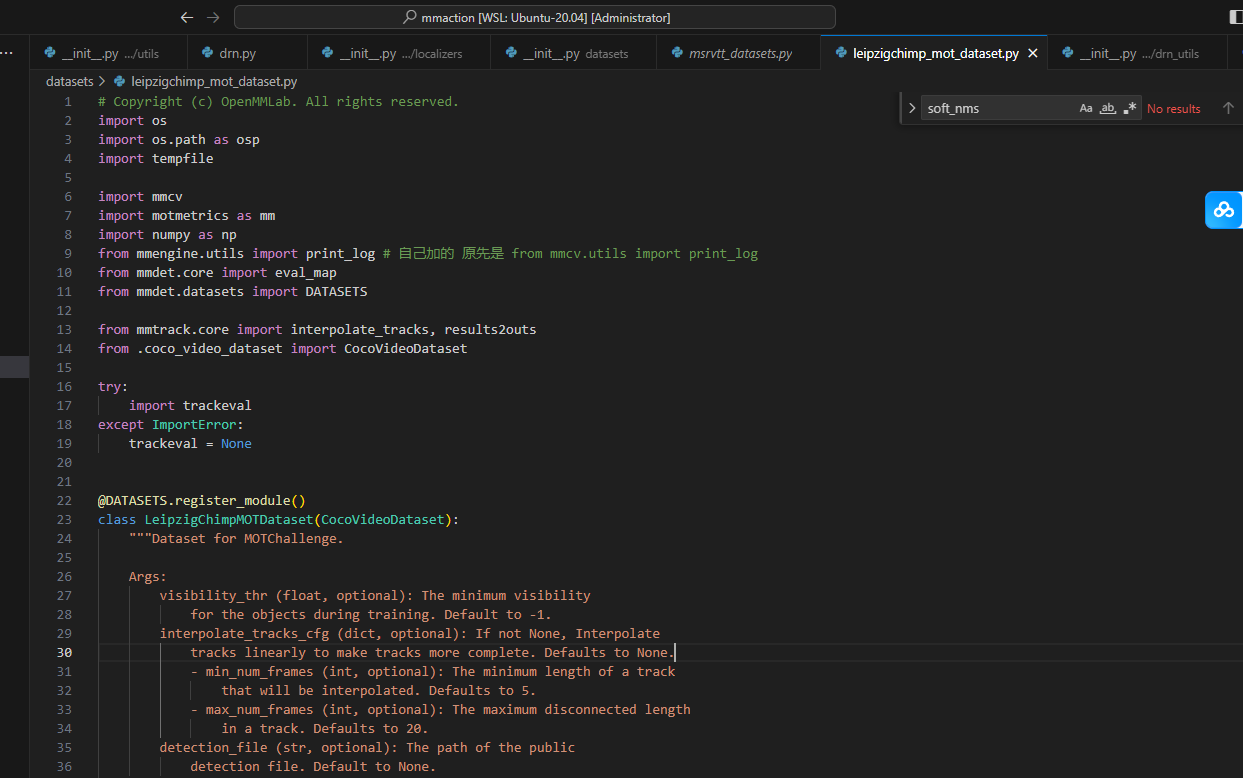 mmaction [WSL: Ubuntu-20.04] [Administrator]
__init__.py .../utils
drn.py
__init__.py .../localizers
__init__.py datasets
msrvtt_datasets.py
leipzigchimp_mot_dataset.py
__init__.py .../drn_utils
datasets > leipzigchimp_mot_dataset.py
soft_nms
Aa
ab
No results
1 # Copyright (c) OpenMMLab. All rights reserved.
2 import os
3 import os.path as osp
4 import tempfile
5
6 import mmcv
7 import motmetrics as mm
8 import numpy as np
9 from mmengine.utils import print_log # 自己加的 原先是 from mmcv.utils import print_log
10 from mmdet.core import eval_map
11 from mmdet.datasets import DATASETS
12
13 from mmtrack.core import interpolate_tracks, results2outs
14 from .coco_video_dataset import CocoVideoDataset
15
16 try:
17     import trackeval
18 except ImportError:
19     trackeval = None
20
21
22 @DATASETS.register_module()
23 class LeipzigChimpMOTDataset(CocoVideoDataset):
24     """Dataset for MOTChallenge.
25
26     Args:
27         visibility_thr (float, optional): The minimum visibility
28             for the objects during training. Default to -1.
29         interpolate_tracks_cfg (dict, optional): If not None, Interpolate
30             tracks linearly to make tracks more complete. Defaults to None.
31             - min_num_frames (int, optional): The minimum length of a track
32                 that will be interpolated. Defaults to 5.
33             - max_num_frames (int, optional): The maximum disconnected length
34                 in a track. Defaults to 20.
35         detection_file (str, optional): The path of the public
36             detection file. Default to None.